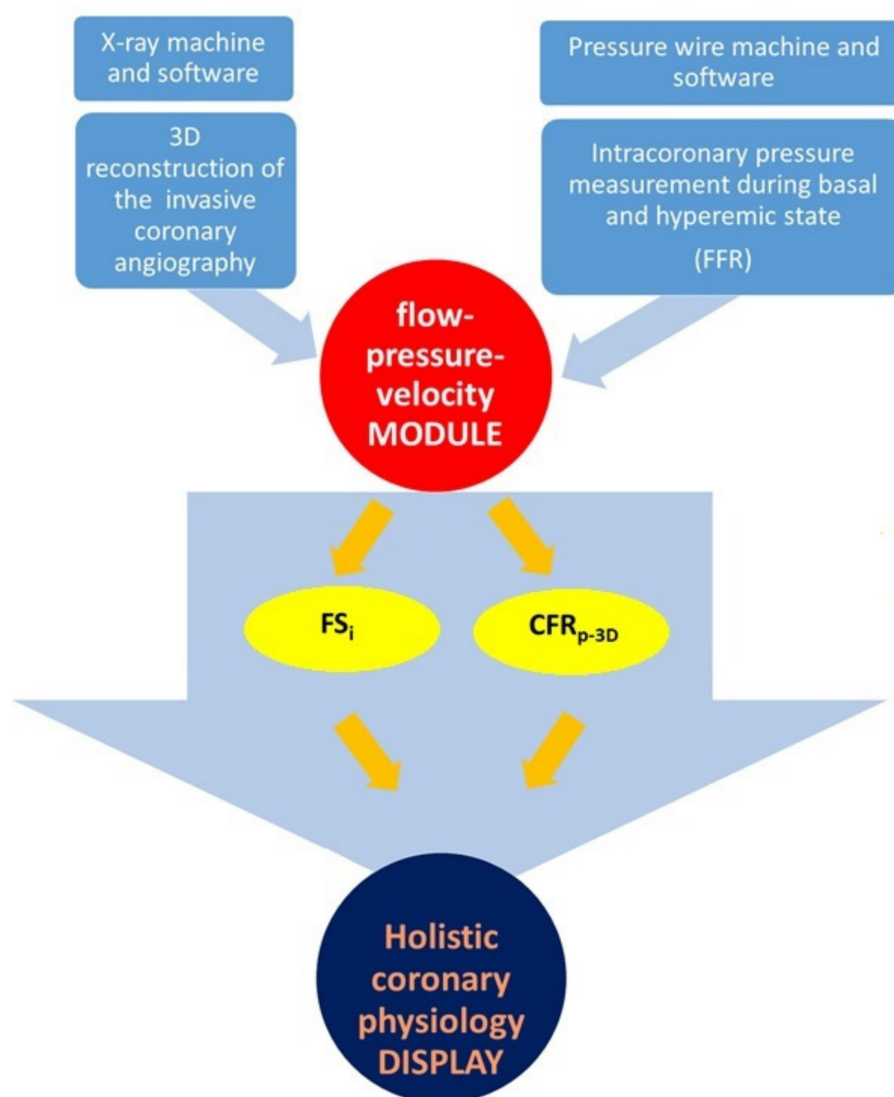 X-ray machine
and software
3D
reconstruction of
the invasive
coronary
angiography
Pressure wire machine and
software
Intracoronary pressure
measurement during basal
and hyperemic state
(FFR)
flow-
pressure-
velocity
MODULE
FSi
CFRp-3D
Holistic
coronary
physiology
DISPLAY